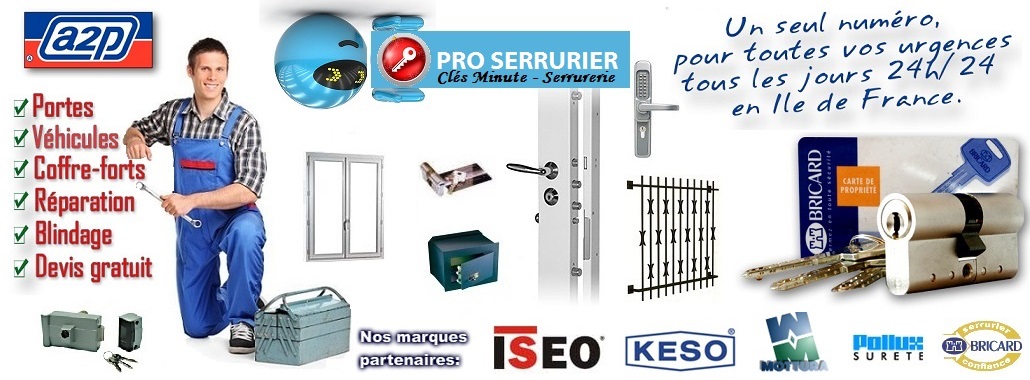 a2p
PRO SERRURIER
Clés Minute - Serrurerie
Un seul numéro,
pour toutes vos urgences
tous les jours 24h/24
en Ile de France.
Portes
Véhicules
Coffre-forts
Réparation
Blindage
Devis gratuit
BRICARD
CARTE DE
PROPRIÉTÉ
BRICARD
Nos marques
partenaires:
ISEO
KESO
MOTTURA
Pollux
SURETE
serrurier
BRICARD
confiance